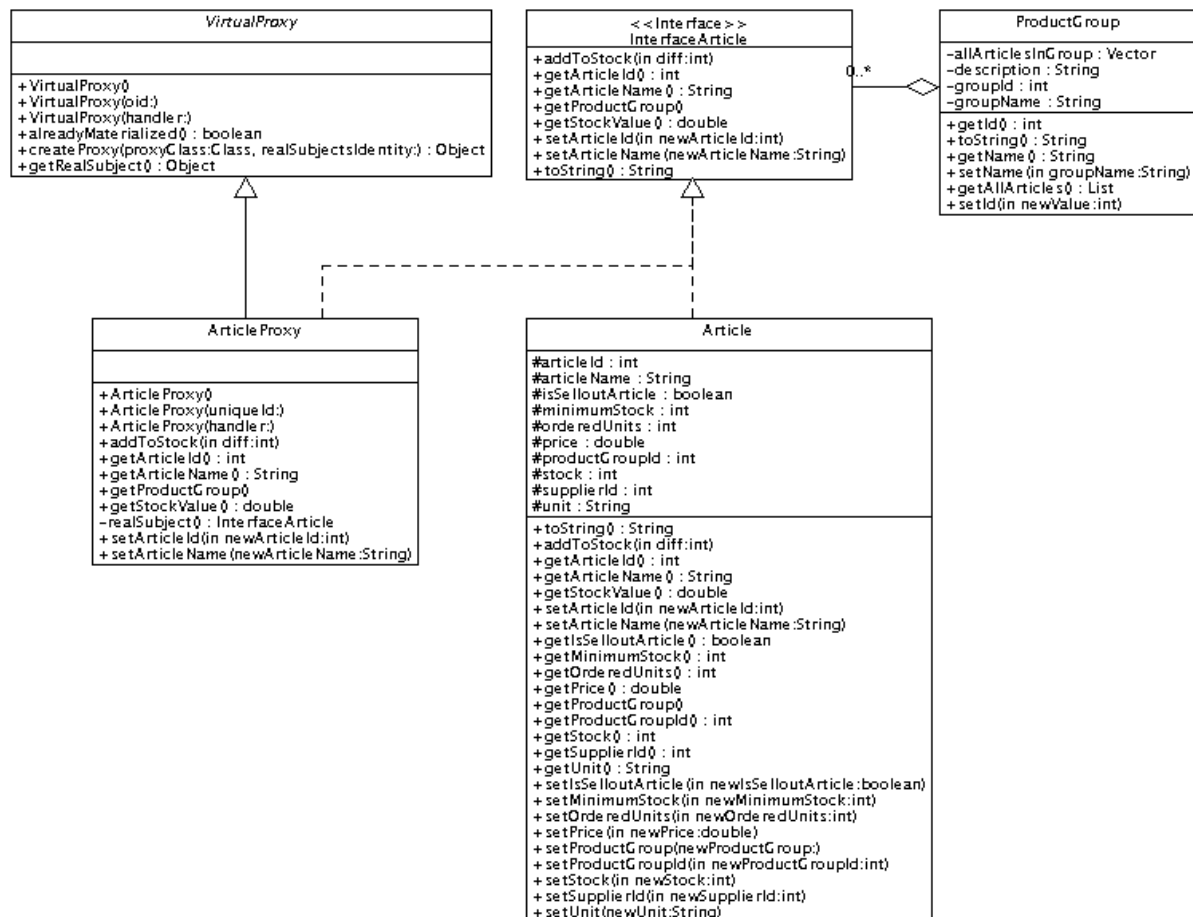 VirtualProxy
+VirtualProxy()
+VirtualProxy(oid:)
+VirtualProxy(handler:)
+alreadyMaterialized() : boolean
+createProxy(proxyClass:Class, realSubjectsIdentity:) : Object
+getRealSubject() : Object
<<Interface>>
InterfaceArticle
+addToStock(in diff:int)
+getArticleId() : int
+getArticleName() : String
+getProductGroup()
+getStockValue() : double
+setArticleId(in newArticleId:int)
+setArticleName(newArticleName:String)
+toString() : String
0..*
ProductGroup
-allArticlesInGroup : Vector
-description : String
-groupId : int
-groupName : String
+getId() : int
+toString() : String
+getName() : String
+setName(in groupName:String)
+getAllArticles() : List
+setId(in newValue:int)
ArticleProxy
+ArticleProxy()
+ArticleProxy(uniqueId:)
+ArticleProxy(handler:)
+addToStock(in diff:int)
+getArticleId() : int
+getArticleName() : String
+getProductGroup()
+getStockValue() : double
-realSubject() : InterfaceArticle
+setArticleId(in newArticleId:int)
+setArticleName(newArticleName:String)
Article
#articleId : int
#articleName : String
#isSelloutArticle : boolean
#minimumStock : int
#orderedUnits : int
#price : double
#productGroupId : int
#stock : int
#supplierId : int
#unit : String
+toString() : String
+addToStock(in diff:int)
+getArticleId() : int
+getArticleName() : String
+getStockValue() : double
+setArticleId(in newArticleId:int)
+setArticleName(newArticleName:String)
+getIsSelloutArticle() : boolean
+getMinimumStock() : int
+getOrderedUnits() : int
+getPrice() : double
+getProductGroup()
+getProductGroupId() : int
+getStock() : int
+getSupplierId() : int
+getUnit() : String
+setIsSelloutArticle(in newIsSelloutArticle:boolean)
+setMinimumStock(in newMinimumStock:int)
+setOrderedUnits(in newOrderedUnits:int)
+setPrice(in newPrice:double)
+setProductGroup(newProductGroup:)
+setProductGroupId(in newProductGroupId:int)
+setStock(in newStock:int)
+setSupplierId(in newSupplierId:int)
+setUnit(newUnit:String)